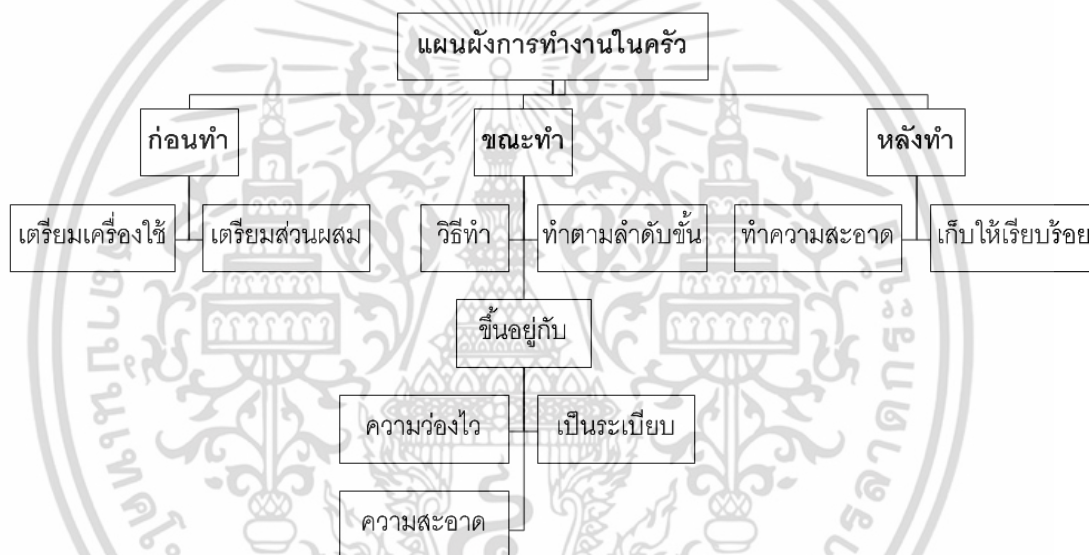 แผนผังการทำงานในครัว
ก่อนทำ
ขณะทำ
หลังทำ
เตรียมเครื่องใช้
เตรียมส่วนผสม
วิธีทำ
ทำตามลำดับขั้น
ทำความสะอาด
เก็บให้เรียบร้อย
ขึ้นอยู่กับ
ความว่องไว
เป็นระเบียบ
ความสะอาด